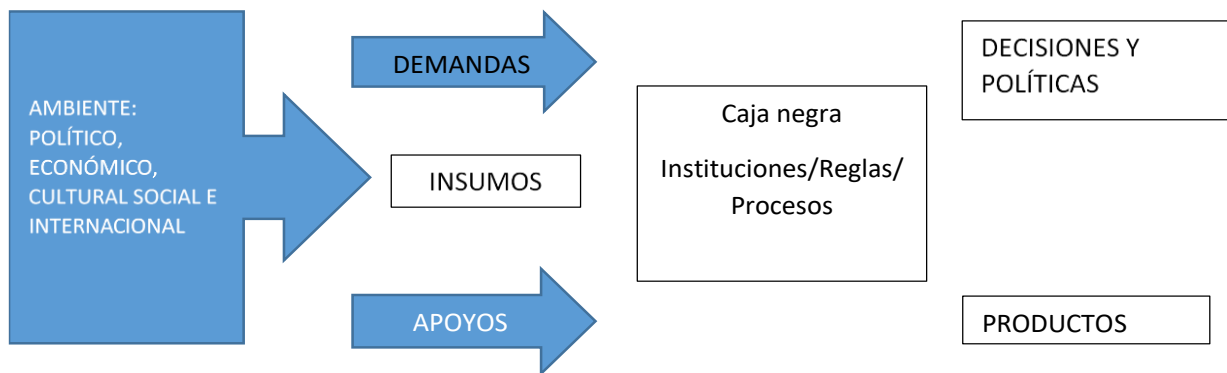 AMBIENTE:
POLÍTICO,
ECONÓMICO,
CULTURAL SOCIAL E
INTERNACIONAL
DEMANDAS
INSUMOS
APOYOS
Caja negra
Instituciones/Reglas/
Procesos
DECISIONES Y
POLÍTICAS
PRODUCTOS